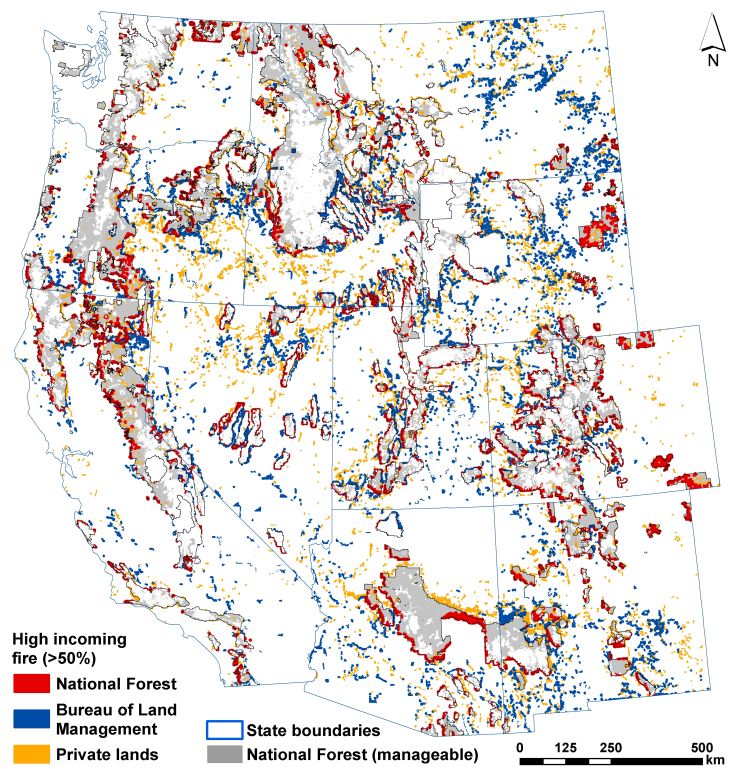 N
High incoming
fire (>50%)
National Forest
Bureau of Land
Management
Private lands
State boundaries
National Forest (manageable)
0 125 250 500
km